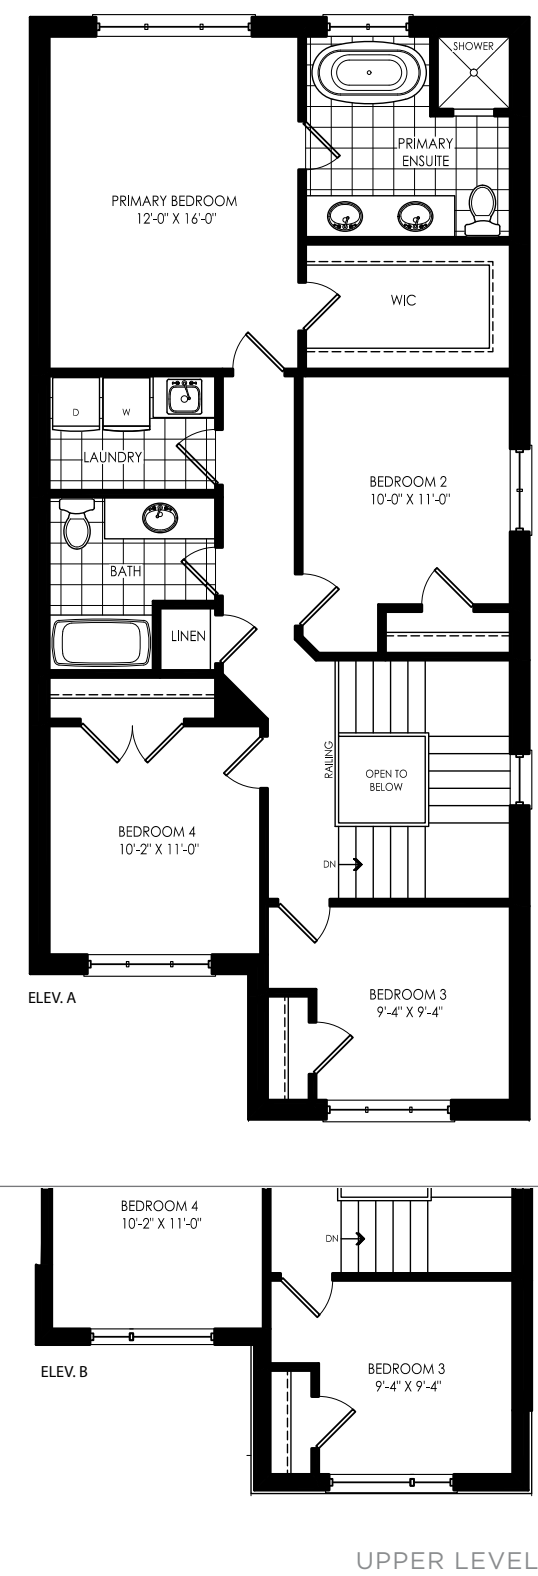 SHOWER
PRIMARY
ENSUITE
PRIMARY BEDROOM
12'-0" X 16'-0"
WIC
D
W
LAUNDRY
BEDROOM 2
10'-0" X 11'-0"
BATH
LINEN
RAILING
OPEN TO
BELOW
BEDROOM 4
10'-2" X 11'-0"
DN
BEDROOM 3
9'-4" X 9'-4"
ELEV. A
BEDROOM 4
10'-2" X 11'-0"
DN
ELEV. B
BEDROOM 3
9'-4" X 9'-4"
UPPER LEVEL